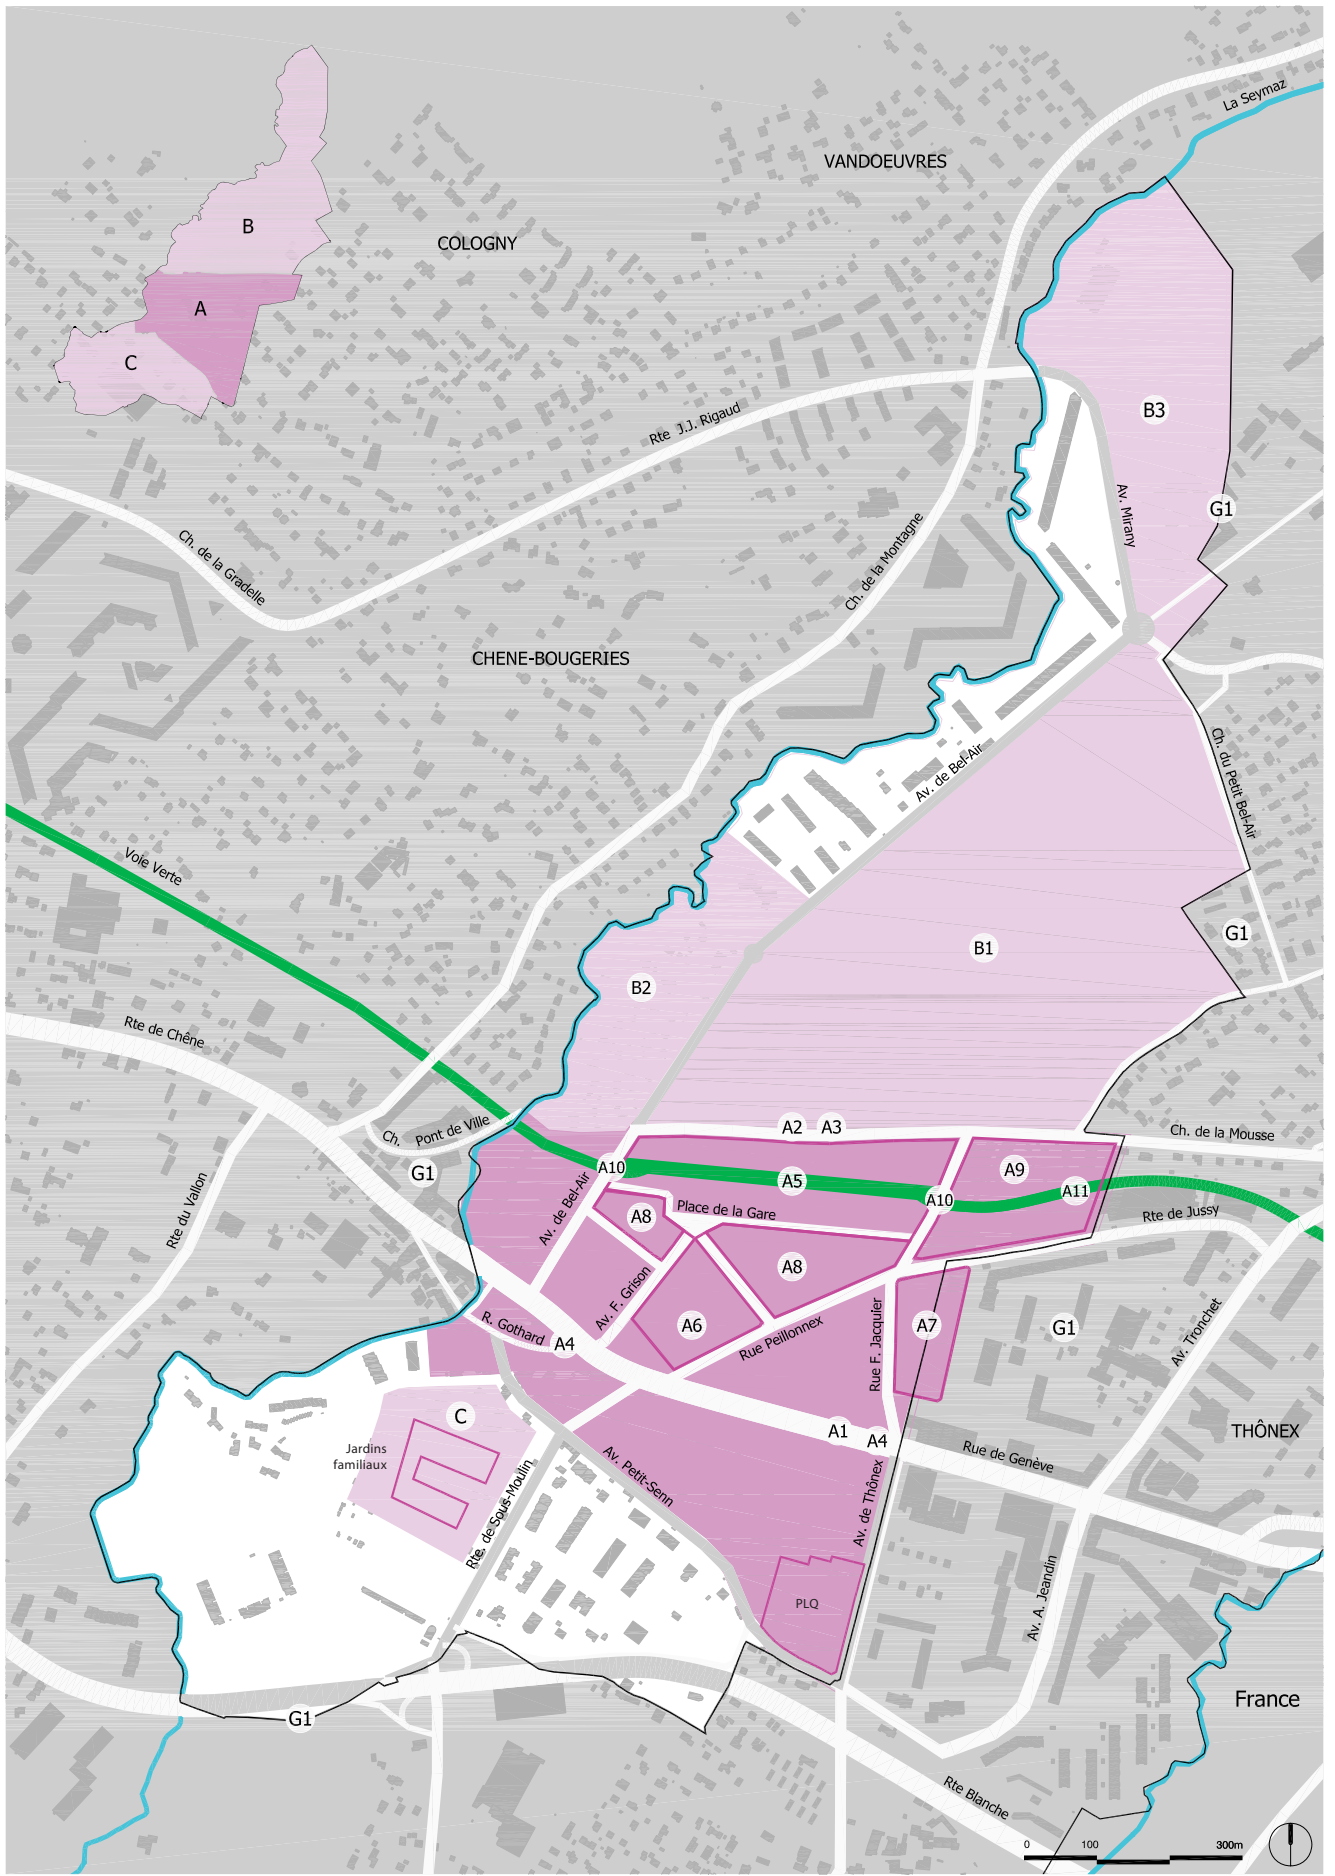 La Seymaz
VANDOEUVRES
B
COLOGNY
A
C
Rte J.J. Rigaud
B3
Av. Mirany
G1
Ch. de la Gradelle
Ch. de la Montagne
CHENE-BOUGERIES
Ch. du Petit Bel-Air
Av. de Bel-Air
Voie Verte
G1
B1
B2
Rte de Chêne
Ch. Pont de Ville
A2
A3
Ch. de la Mousse
G1
A10
A5
A9
A10
A11
Rte du Vallon
Av. de Bel-Air
A8
Place de la Gare
Rte de Jussy
A8
Av. F. Grison
R. Gothard
A4
A6
Rue Peillonnex
Rue F. Jacquier
A7
G1
Av. Tronchet
C
Jardins
familiaux
A1
A4
THÔNEX
Rue de Genève
Av. Petit-Senn
Rte. de Sous-Moulin
Av. de Thônex
PLQ
Av. A. Jeandin
France
G1
Rte Blanche
0
100
300m